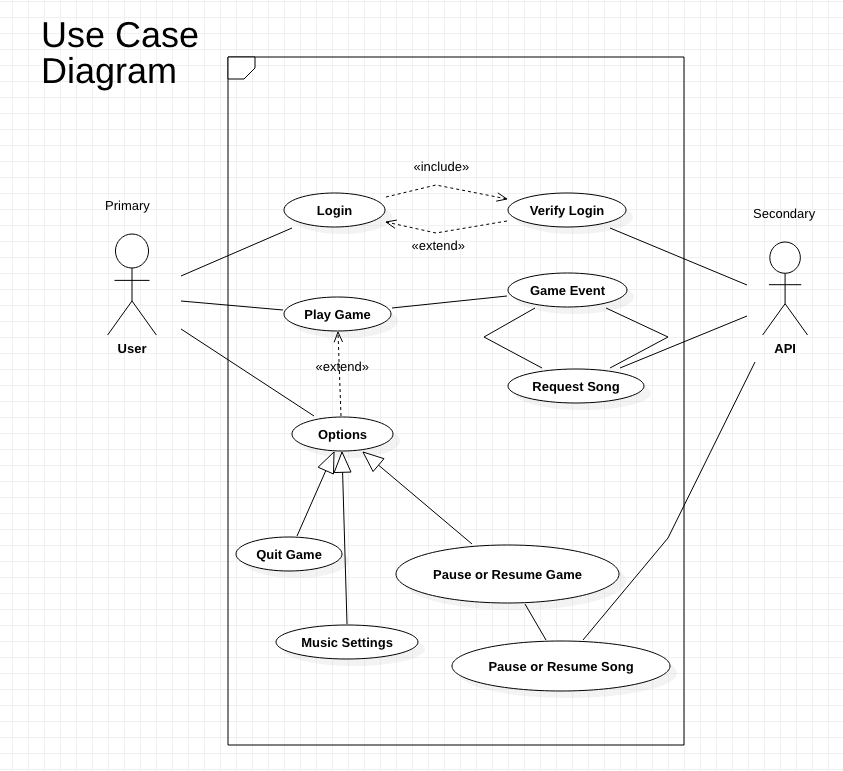 Use Case
Diagram
«include»
Primary
Login
Verify Login
Secondary
«extend»
Game Event
Play Game
User
API
«extend»
Request Song
Options
Quit Game
Pause or Resume Game
Music Settings
Pause or Resume Song